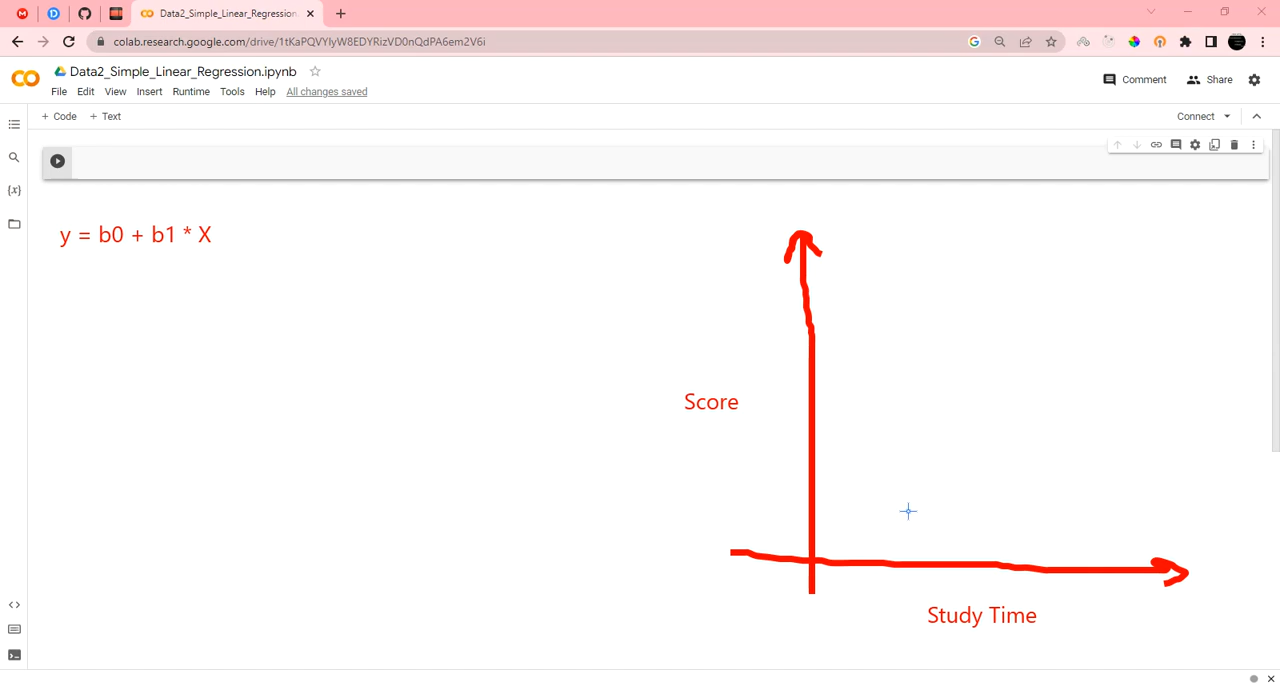 Data2_Simple_Linear_Regression.
colab.research.google.com/drive/1tKaPQVYIyW8EDYRizVD0nQdPA6em2V6i
Data2_Simple_Linear_Regression.ipynb
File Edit View Insert Runtime Tools Help All changes saved
Comment Share
+ Code + Text
Connect
y = b0 + b1 * X
Score
Study Time